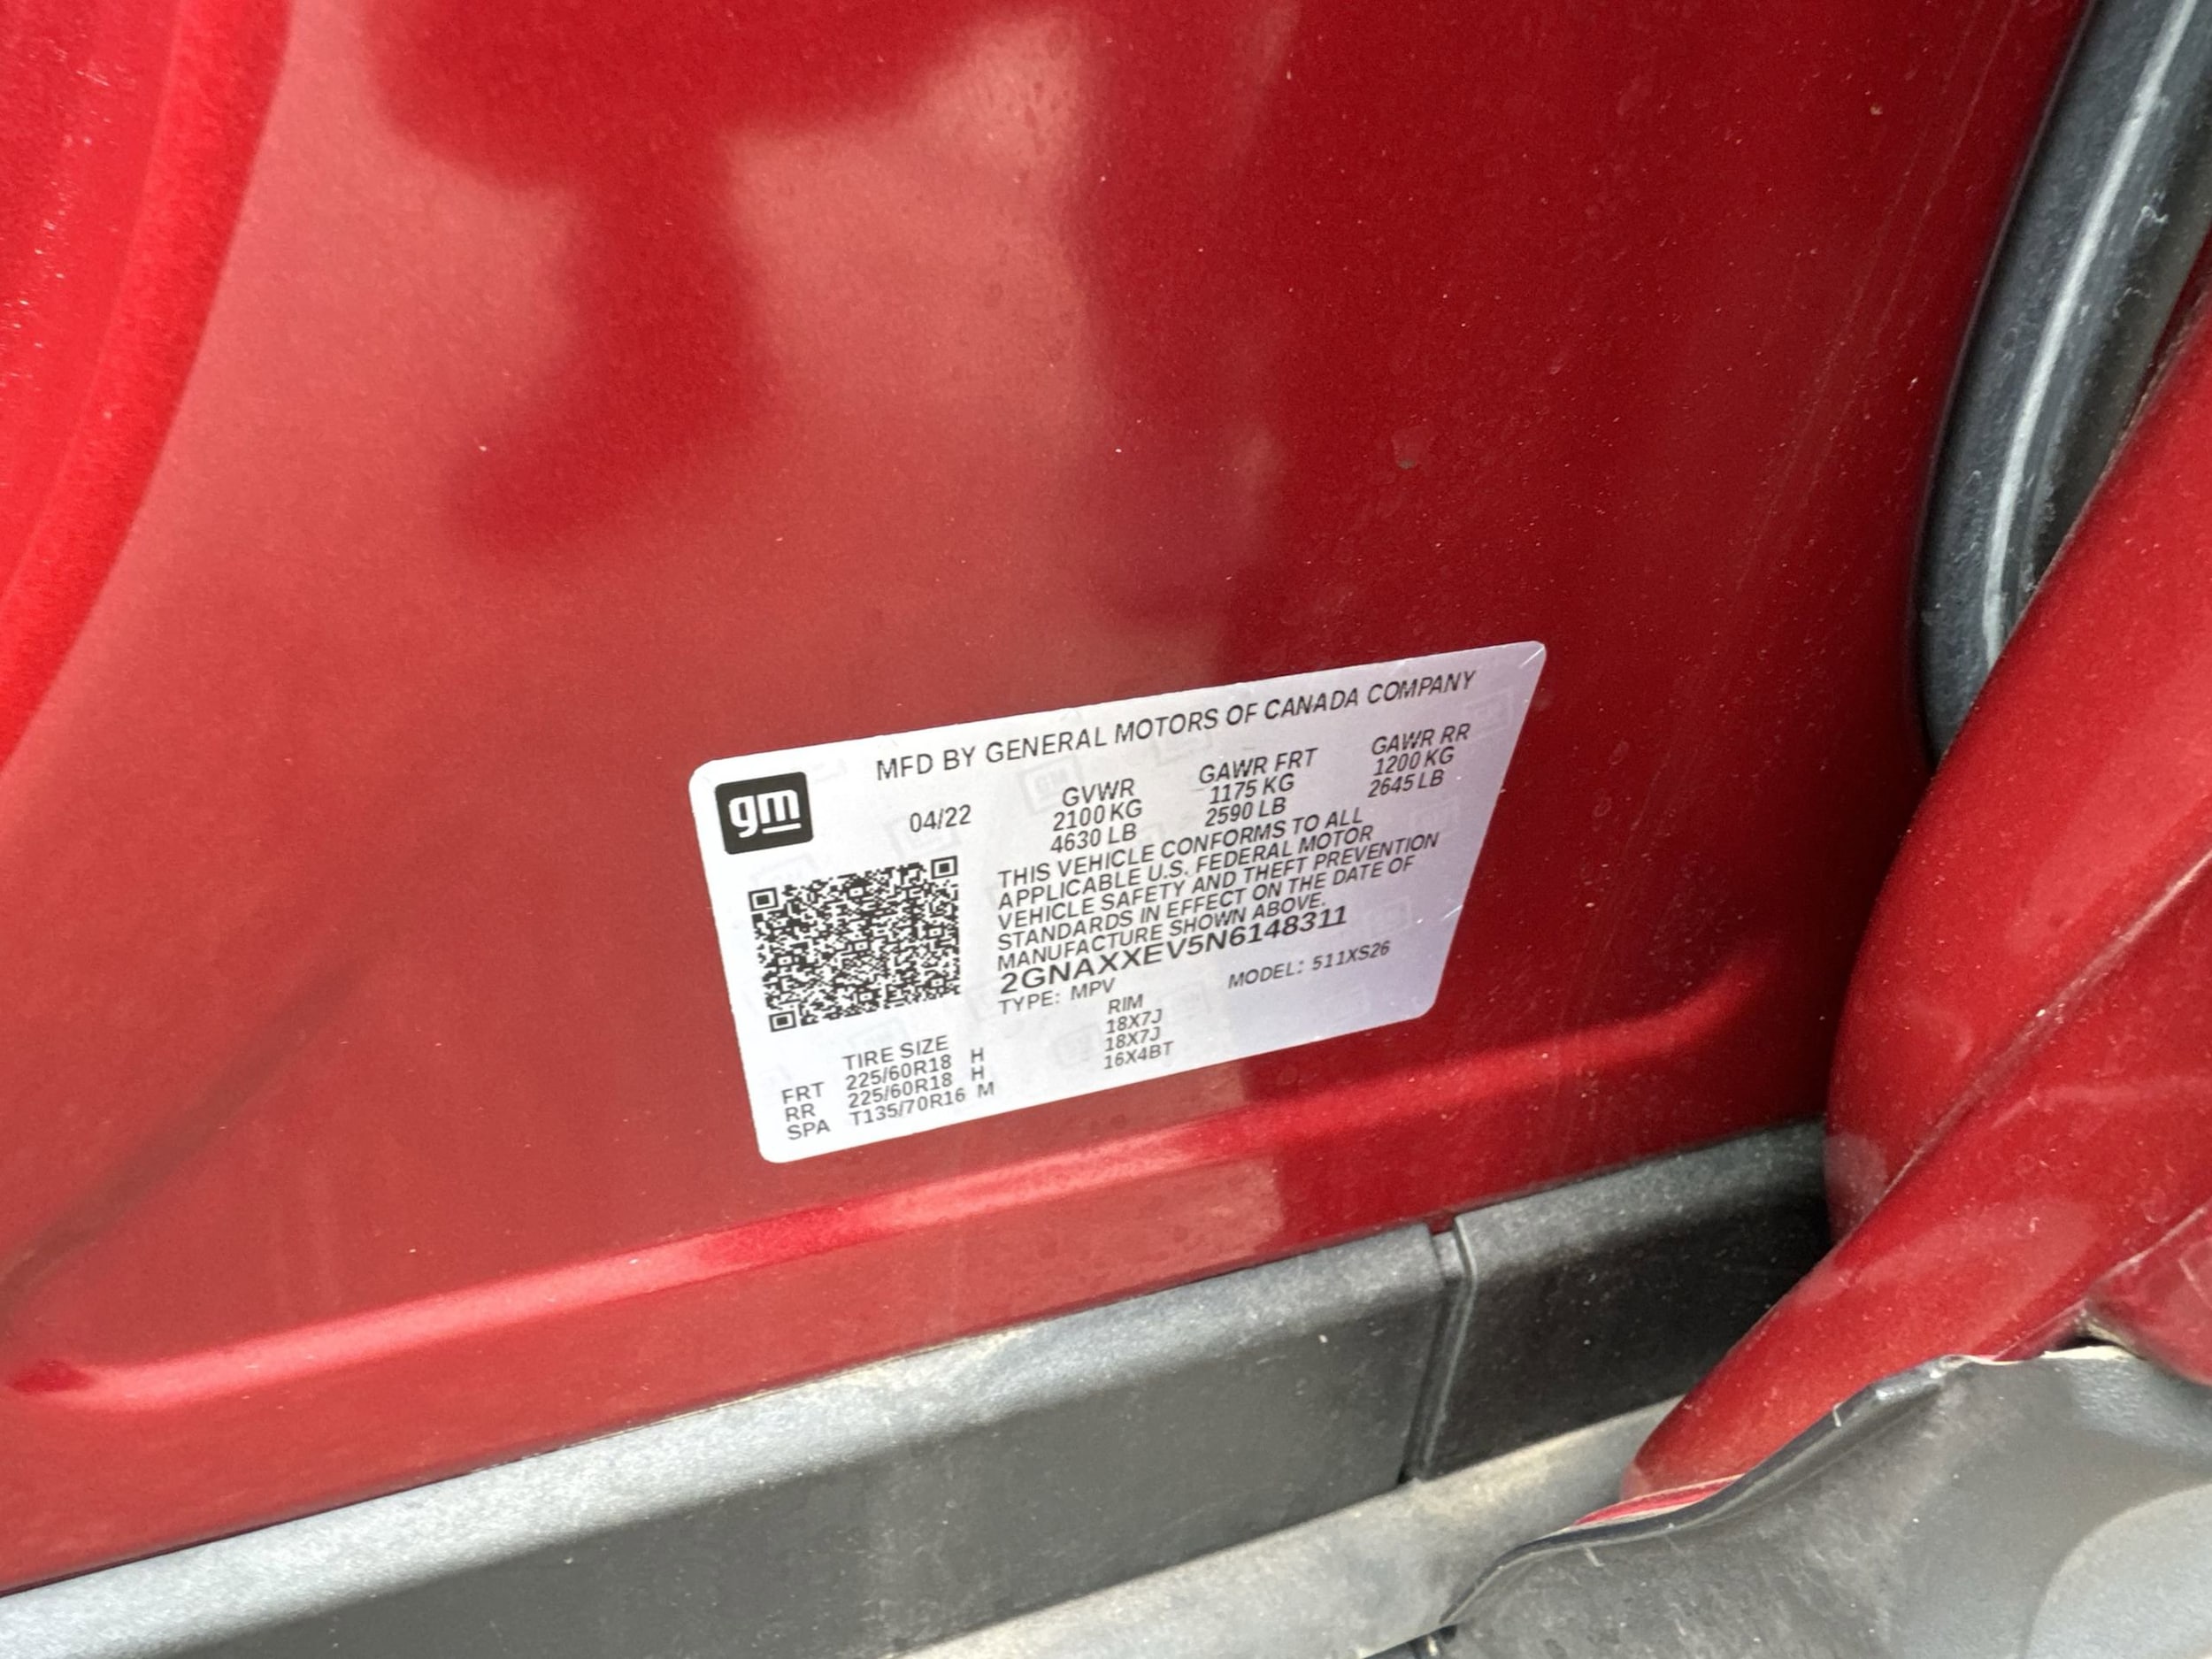 MFD BY GENERAL MOTORS OF CANADA COMPANY
gm
04/22
GVWR
2100 KG
4630 LB
GAWR FRT
1175 KG
2590 LB
GAWR RR
1200 KG
2645 LB
THIS VEHICLE CONFORMS TO ALL
APPLICABLE U.S. FEDERAL MOTOR
VEHICLE SAFETY AND THEFT PREVENTION
STANDARDS IN EFFECT ON THE DATE OF
MANUFACTURE SHOWN ABOVE.
2GNAXXEV5N6148311
TYPE: MPV MODEL: 511XS26
TIRE SIZE RIM
FRT 225/60R18 H 18X7J
RR 225/60R18 H 18X7J
SPA T135/70R16 M 16X4BT